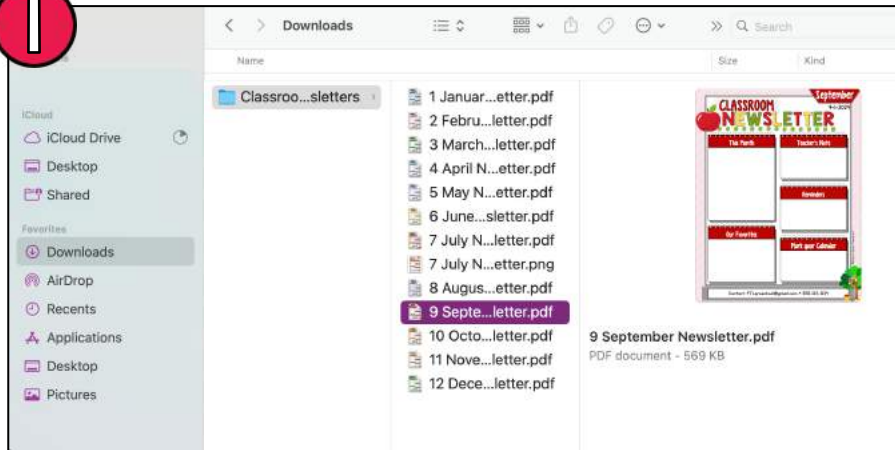 1
Downloads
Search
Name
Size
Kind
iCloud
iCloud Drive
Desktop
Shared
Favorites
Downloads
AirDrop
Recents
Applications
Desktop
Pictures
Classroo...sletters
1 Januar...etter.pdf
2 Febru...letter.pdf
3 March...letter.pdf
4 April N...etter.pdf
5 May N...etter.pdf
6 June...sletter.pdf
7 July N...letter.pdf
7 July N...etter.png
8 Augus...etter.pdf
9 Septe...letter.pdf
10 Octo...letter.pdf
11 Nove...letter.pdf
12 Dece...letter.pdf
September
CLASSROOM
NEWSLETTER
This Month
Teacher's Note
Reminders
Our Favorites
Mark your Calendar
9 September Newsletter.pdf
PDF document - 569 KB